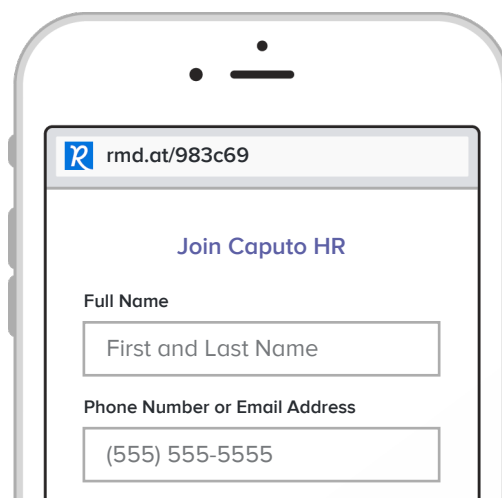 rmd.at/983c69
Join Caputo HR
Full Name
First and Last Name
Phone Number or Email Address
(555) 555-5555